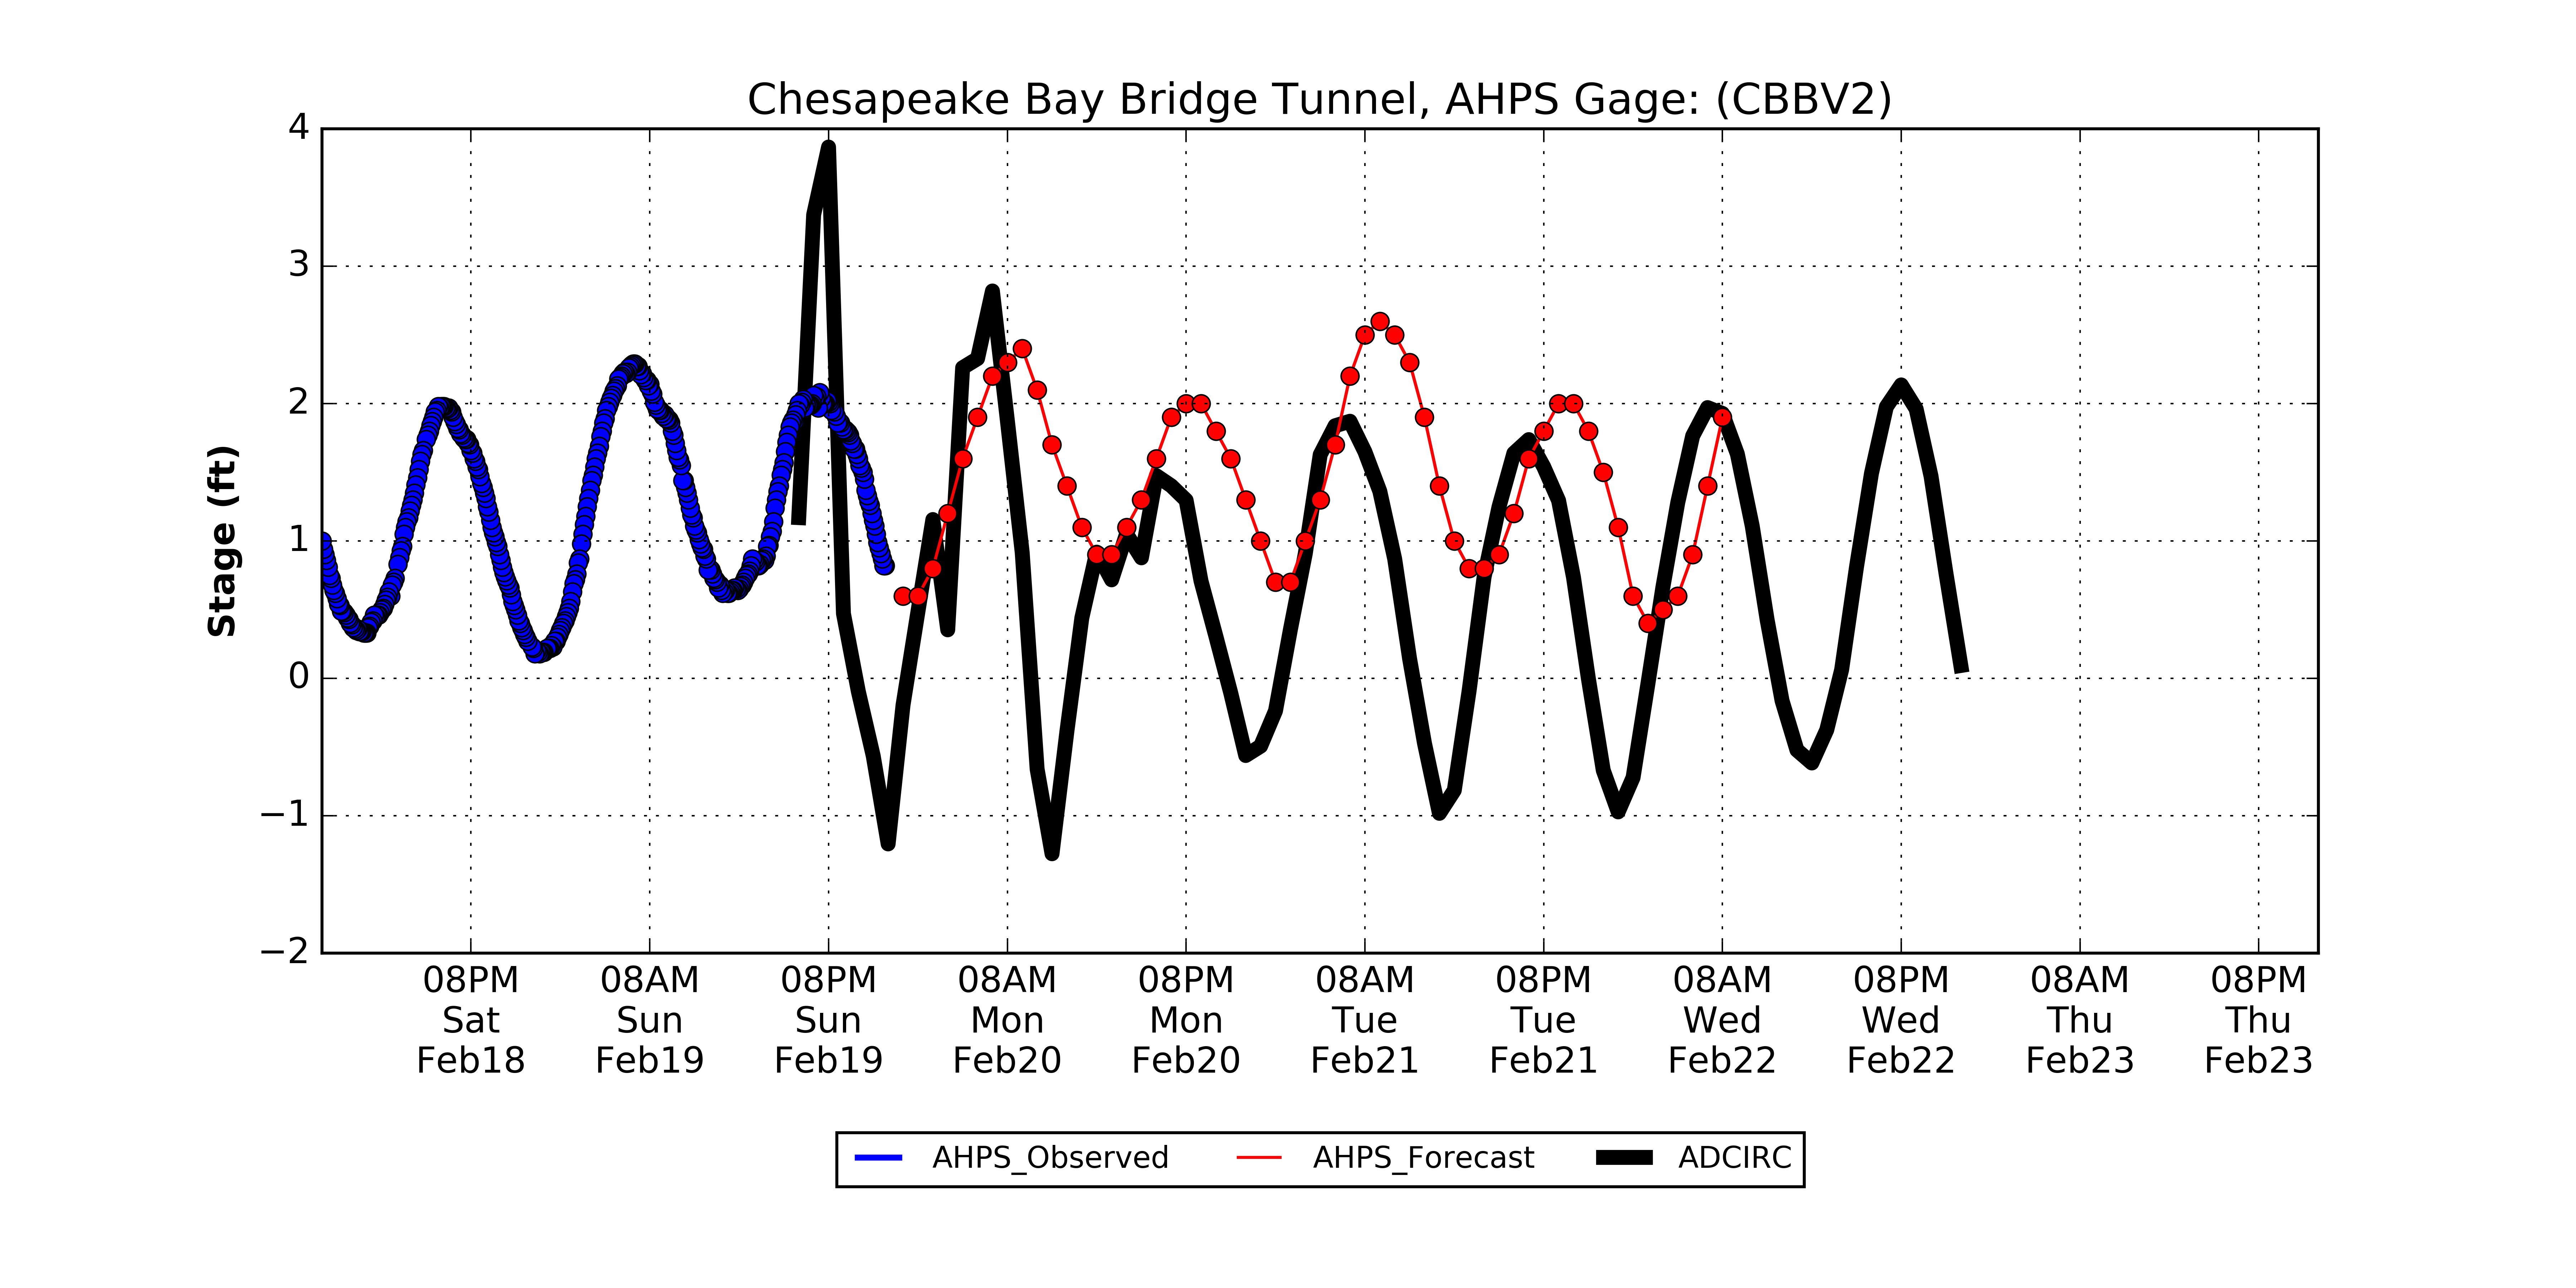 Chesapeake Bay Bridge Tunnel, AHPS Gage: (CBBV2)
4
3
2
1
0
−1
−2
Stage (ft)
08PM 08AM 08PM 08AM 08PM 08AM 08PM 08AM 08PM 08AM 08PM
Sat Sun Sun Mon Mon Tue Tue Wed Wed Thu Thu
Feb18 Feb19 Feb19 Feb20 Feb20 Feb21 Feb21 Feb22 Feb22 Feb23 Feb23
AHPS_Observed AHPS_Forecast ADCIRC